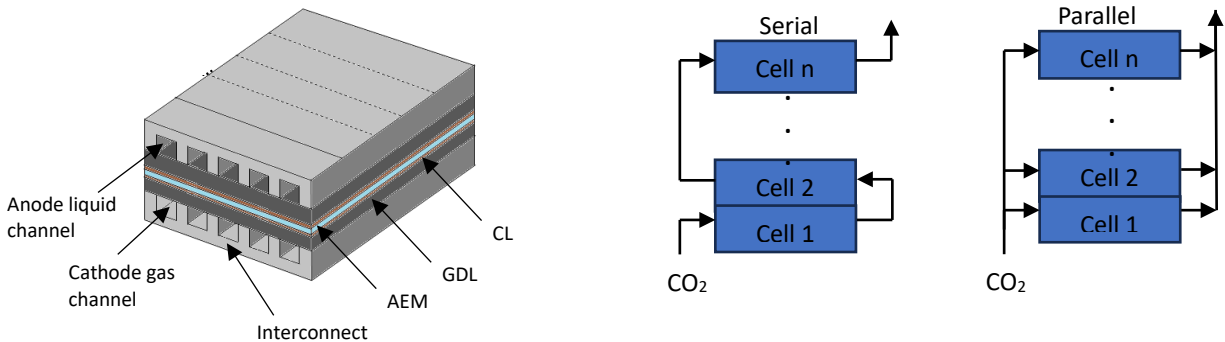 Anode liquid
channel
Cathode gas
channel
Interconnect
AEM
GDL
CL
Serial
Cell n
Cell 2
Cell 1
CO₂
Parallel
Cell n
Cell 2
Cell 1
CO₂